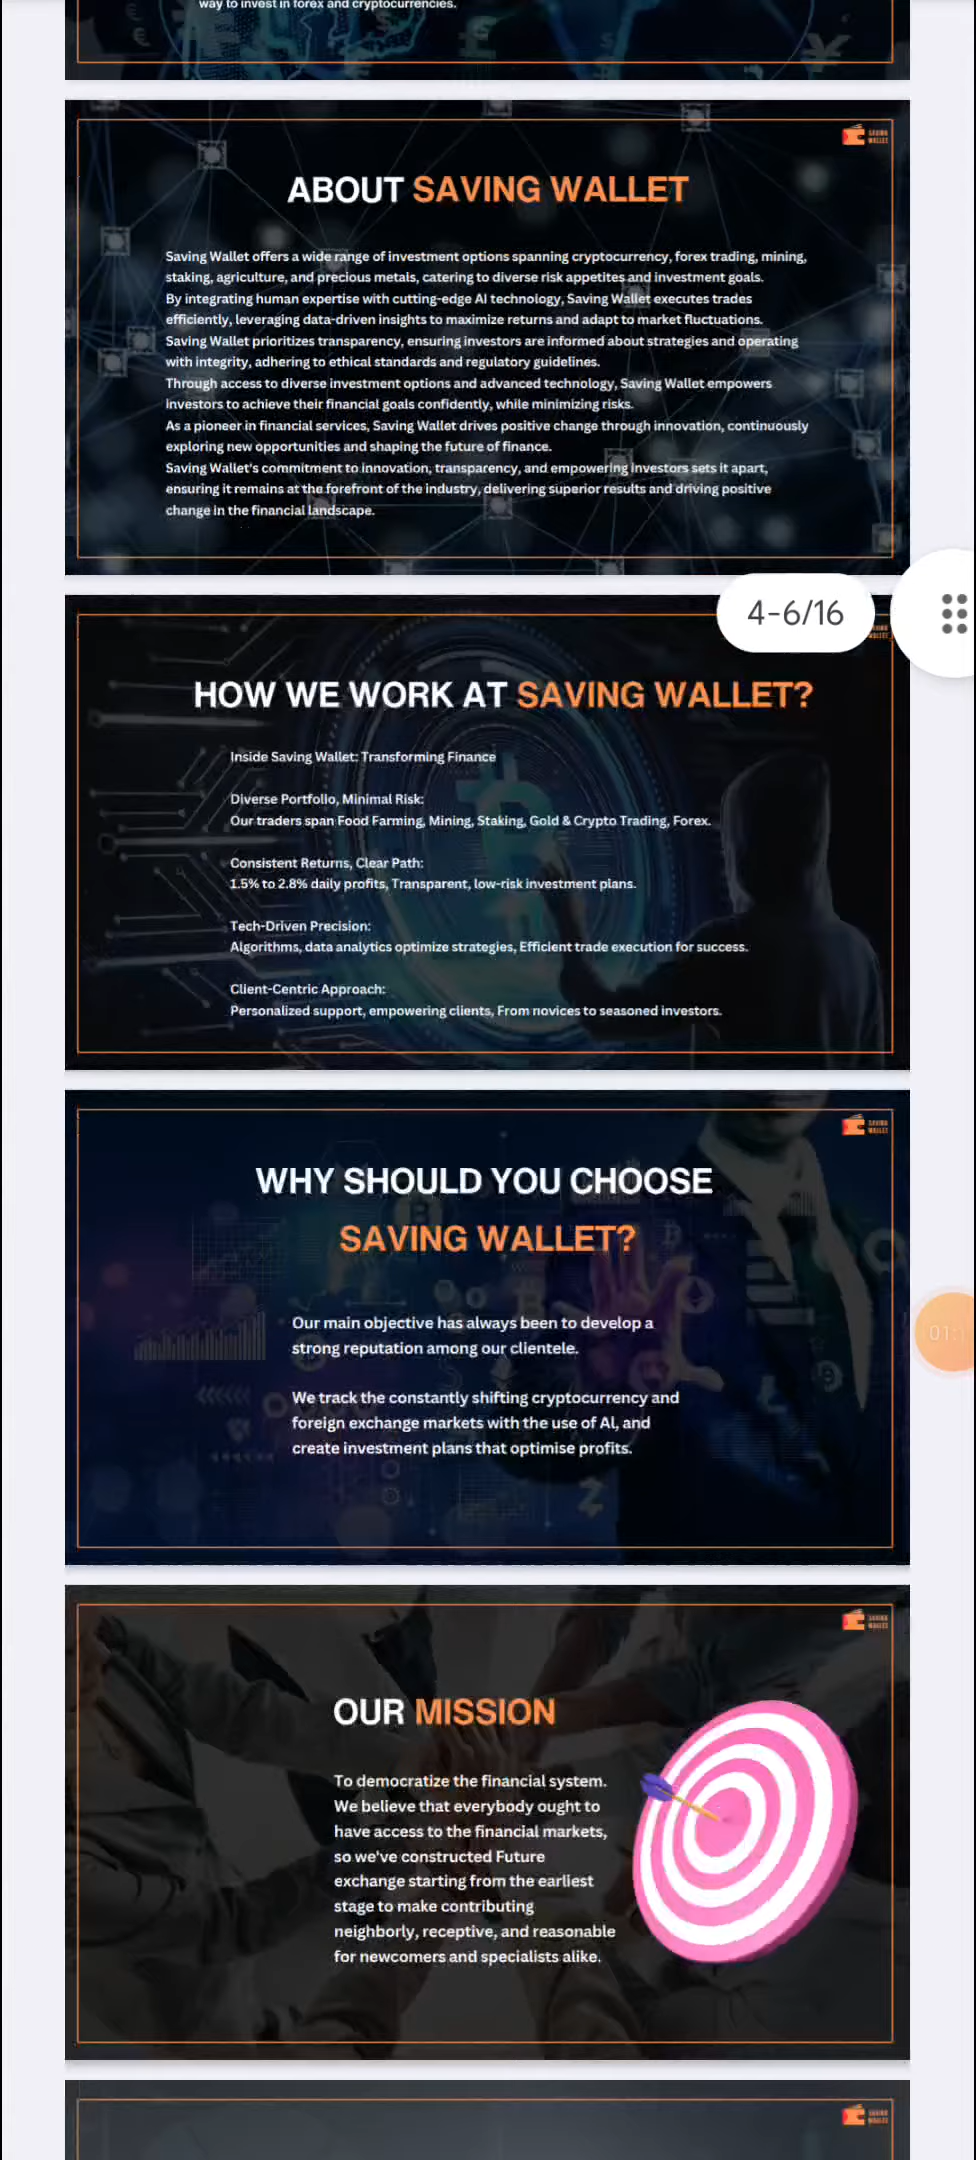 way to invest in forex and cryptocurrencies.
SAVING
WALLET
ABOUT SAVING WALLET
Saving Wallet offers a wide range of investment options spanning cryptocurrency, forex trading, mining,
staking, agriculture, and precious metals, catering to diverse risk appetites and investment goals.
By integrating human expertise with cutting-edge AI technology, Saving Wallet executes trades
efficiently, leveraging data-driven insights to maximize returns and adapt to market fluctuations.
Saving Wallet prioritizes transparency, ensuring investors are informed about strategies and operating
with integrity, adhering to ethical standards and regulatory guidelines.
Through access to diverse investment options and advanced technology, Saving Wallet empowers
investors to achieve their financial goals confidently, while minimizing risks.
As a pioneer in financial services, Saving Wallet drives positive change through innovation, continuously
exploring new opportunities and shaping the future of finance.
Saving Wallet's commitment to innovation, transparency, and empowering investors sets it apart,
ensuring it remains at the forefront of the industry, delivering superior results and driving positive
change in the financial landscape.
4-6/16
HOW WE WORK AT SAVING WALLET?
Inside Saving Wallet: Transforming Finance
Diverse Portfolio, Minimal Risk:
Our traders span Food Farming, Mining, Staking, Gold & Crypto Trading, Forex.
Consistent Returns, Clear Path:
1.5% to 2.8% daily profits, Transparent, low-risk investment plans.
Tech-Driven Precision:
Algorithms, data analytics optimize strategies, Efficient trade execution for success.
Client-Centric Approach:
Personalized support, empowering clients, From novices to seasoned investors.
SAVING
WALLET
WHY SHOULD YOU CHOOSE
SAVING WALLET?
Our main objective has always been to develop a
strong reputation among our clientele.
We track the constantly shifting cryptocurrency and
foreign exchange markets with the use of AI, and
create investment plans that optimise profits.
SAVING
WALLET
OUR MISSION
To democratize the financial system.
We believe that everybody ought to
have access to the financial markets,
so we've constructed Future
exchange starting from the earliest
stage to make contributing
neighborly, receptive, and reasonable
for newcomers and specialists alike.
SAVING
WALLET